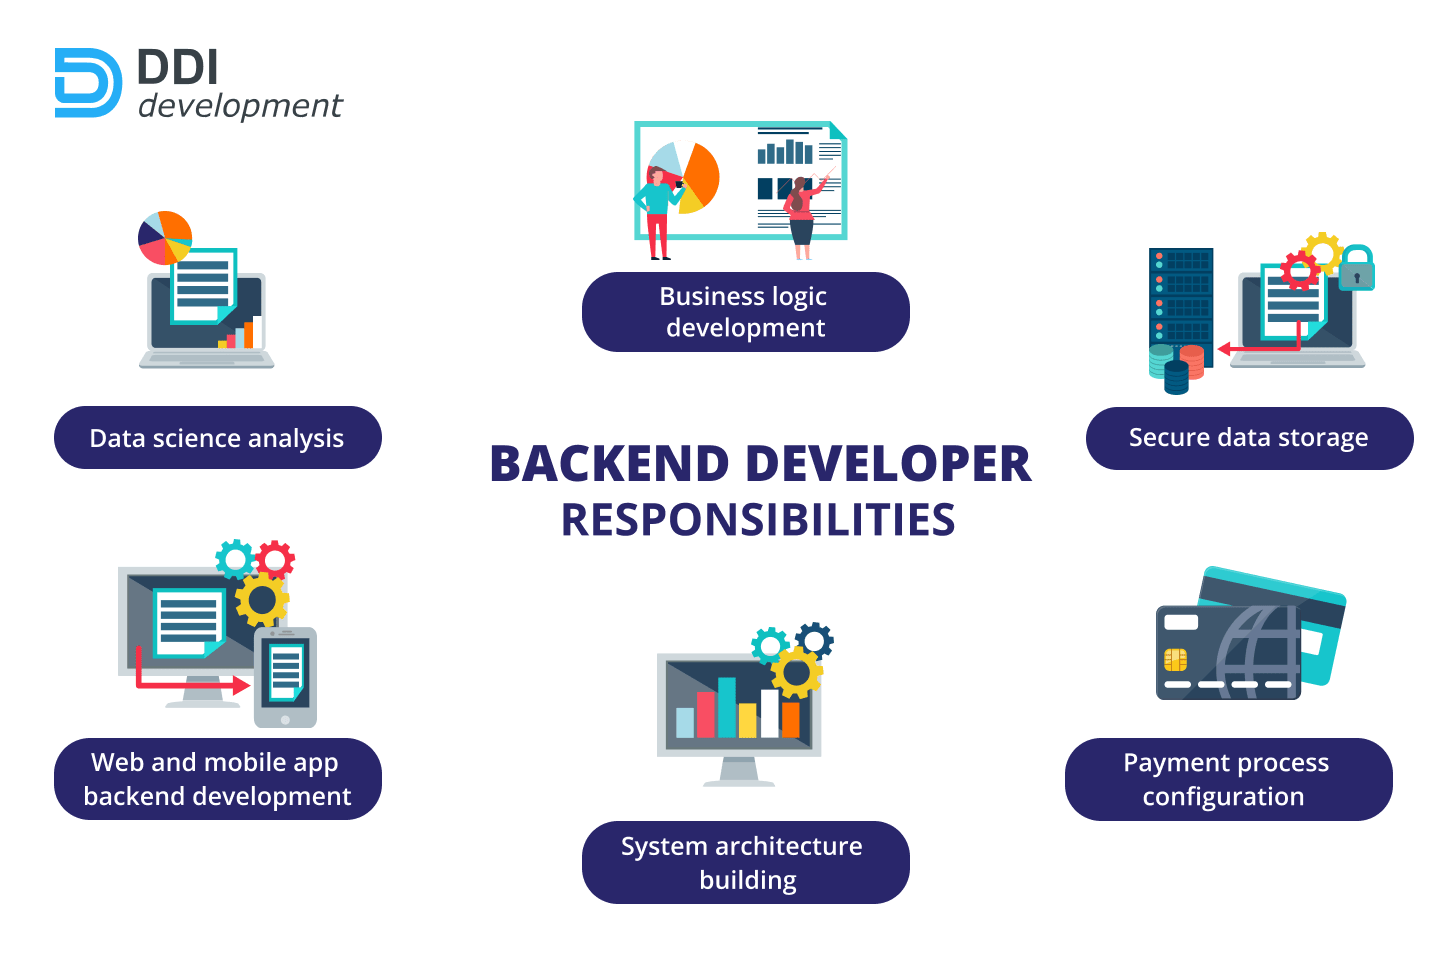 DDI
development
Business logic
development
Data science analysis
Secure data storage
BACKEND DEVELOPER
RESPONSIBILITIES
Web and mobile app
backend development
Payment process
configuration
System architecture
building